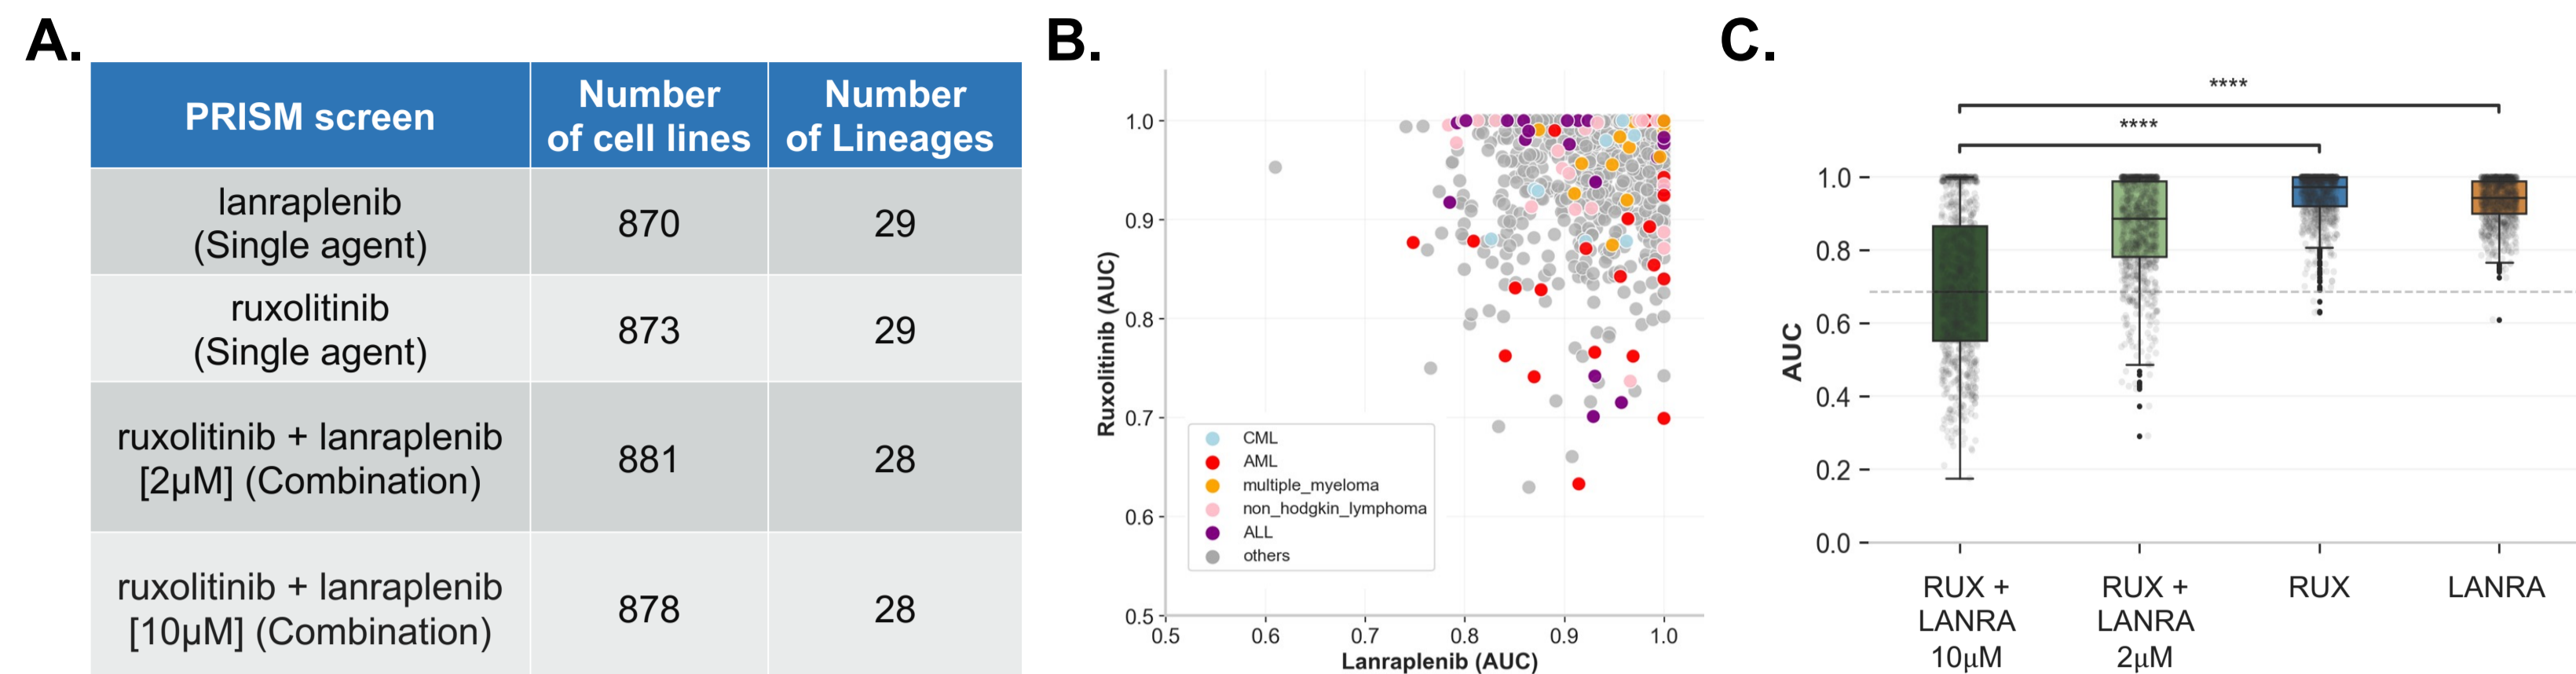 A.
PRISM screen
Number
of cell lines
Number
of Lineages
lanraplenib
(Single agent)
870
29
ruxolitinib
(Single agent)
873
29
ruxolitinib + lanraplenib
[2μM] (Combination)
881
28
ruxolitinib + lanraplenib
[10μM] (Combination)
878
28
B.
Ruxolitinib (AUC)
1.0
0.9
0.8
0.7
0.6
0.5
CML
AML
multiple_myeloma
non_hodgkin_lymphoma
ALL
others
0.5
0.6
0.7
0.8
0.9
1.0
Lanraplenib (AUC)
C.
****
****
AUC
1.0
0.8
0.6
0.4
0.2
0.0
RUX +
LANRA
10μM
RUX +
LANRA
2μM
RUX
LANRA